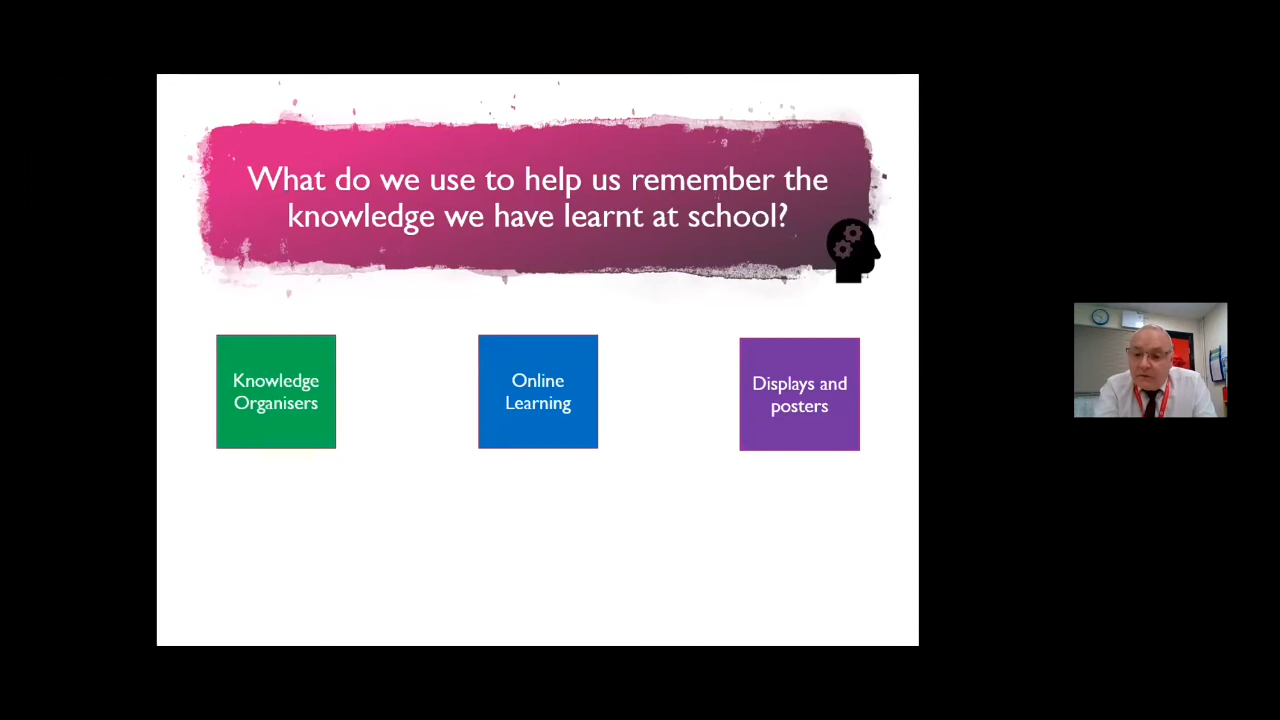 What do we use to help us remember the
knowledge we have learnt at school?
Knowledge
Organisers
Online
Learning
Displays and
posters